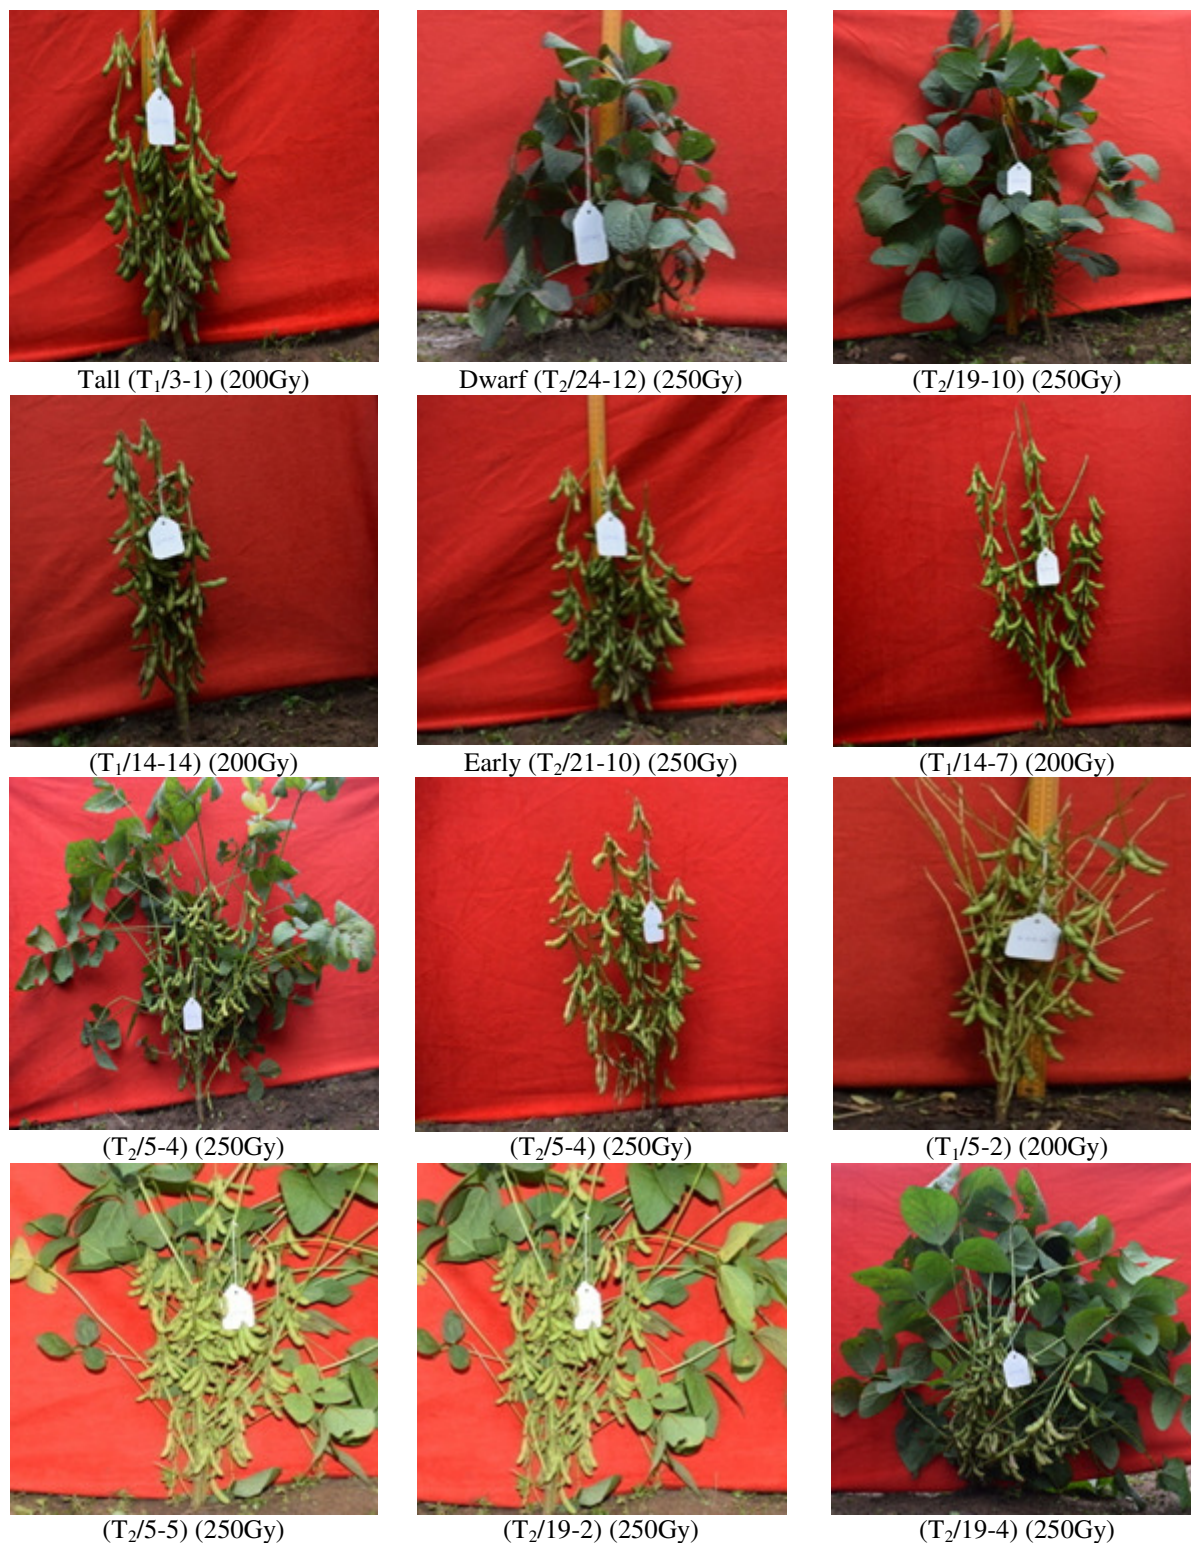 Tall (T₁/3-1) (200Gy)
Dwarf (T₂/24-12) (250Gy)
(T₂/19-10) (250Gy)
(T₁/14-14) (200Gy)
Early (T₂/21-10) (250Gy)
(T₁/14-7) (200Gy)
(T₂/5-4) (250Gy)
(T₂/5-4) (250Gy)
(T₁/5-2) (200Gy)
(T₂/5-5) (250Gy)
(T₂/19-2) (250Gy)
(T₂/19-4) (250Gy)